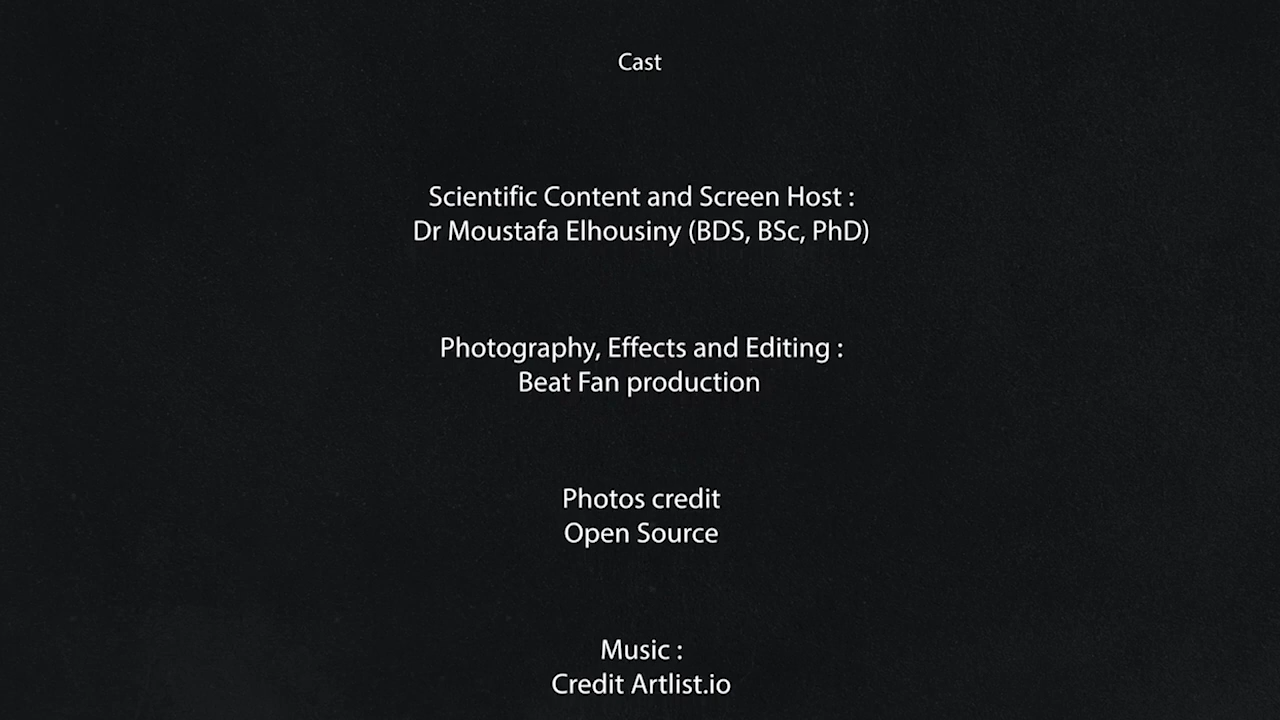 Cast
Scientific Content and Screen Host :
Dr Moustafa Elhousiny (BDS, BSc, PhD)
Photography, Effects and Editing :
Beat Fan production
Photos credit
Open Source
Music :
Credit Artlist.io